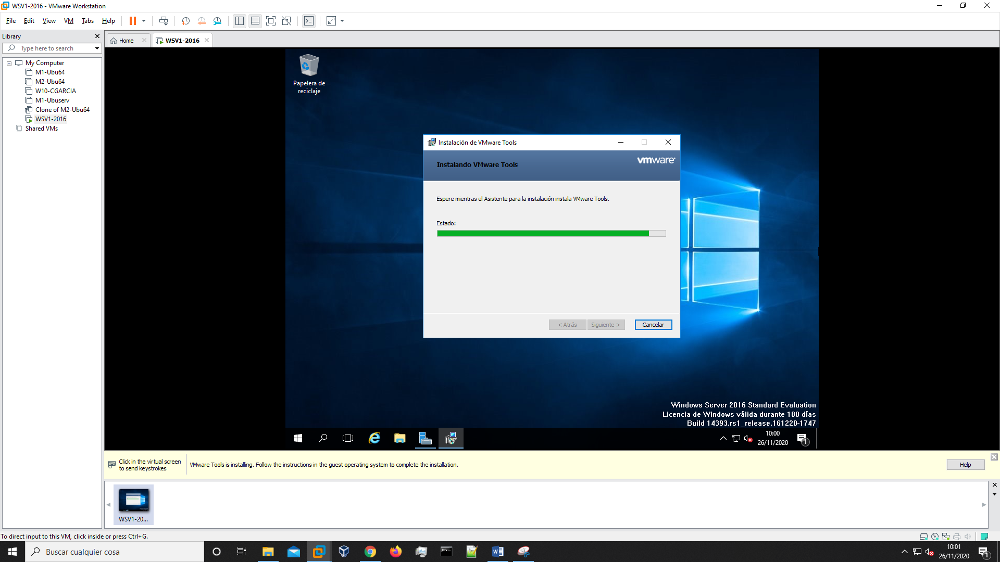 WSV1-2016 - VMware Workstation
File Edit View VM Tabs Help
Library
Type here to search
My Computer
M1-Ubu64
M2-Ubu64
W10-CGARCIA
M1-Ubuserv
Clone of M2-Ubu64
WSV1-2016
Shared VMs
Home
WSV1-2016
Papelera de
reciclaje
Instalación de VMware Tools
Instalando VMware Tools
vmware
Espere mientras el Asistente para la instalación instala VMware Tools.
Estado:
< Atrás
Siguiente >
Cancelar
Windows Server 2016 Standard Evaluation
Licencia de Windows válida durante 180 días
Build 14393.rs1_release.161220-1747
10:00
26/11/2020
1
Click in the virtual screen
to send keystrokes
VMware Tools is installing. Follow the instructions in the guest operating system to complete the installation.
Help
WSV1-20...
To direct input to this VM, click inside or press Ctrl+G.
Buscar cualquier cosa
10:01
26/11/2020
1